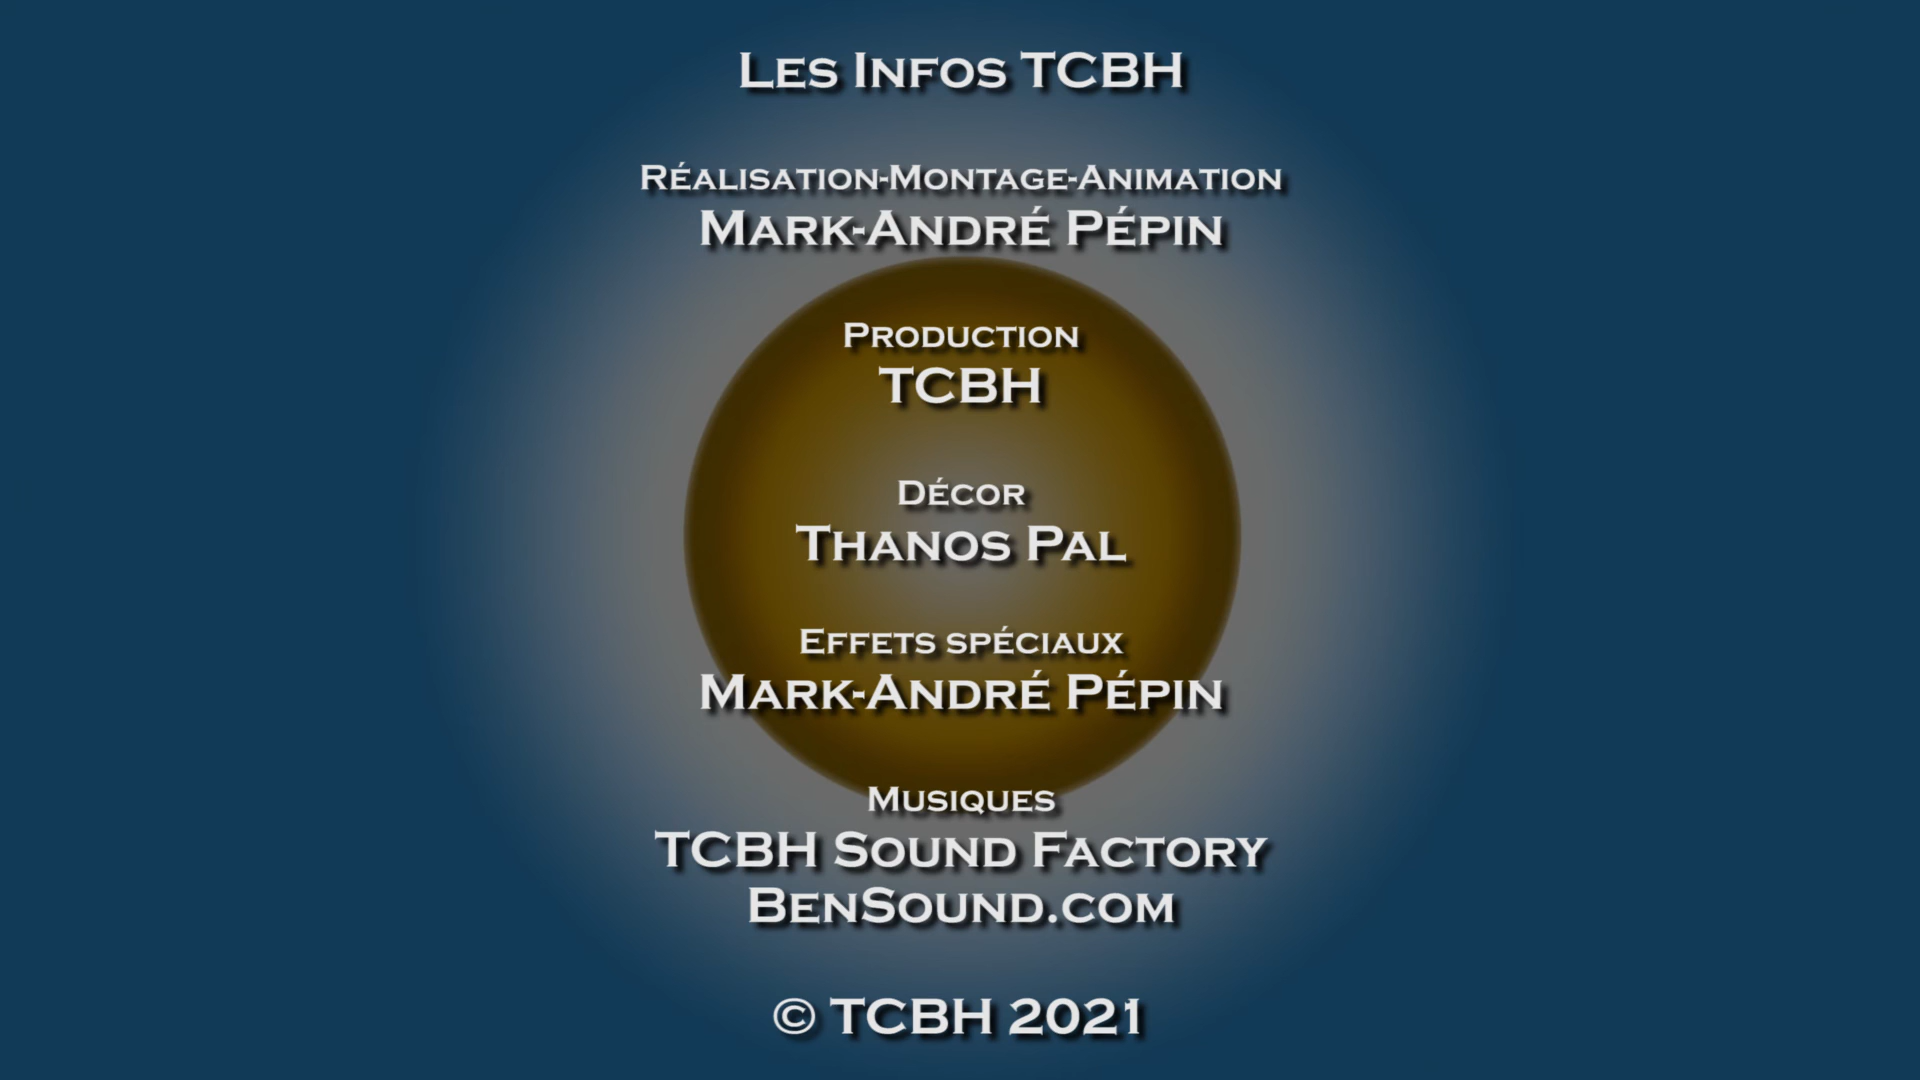 Les Infos TCBH
Réalisation-Montage-Animation
Mark-André Pépin
Production
TCBH
Décor
Thanos Pal
Effets spéciaux
Mark-André Pépin
Musiques
TCBH Sound Factory
BenSound.com
© TCBH 2021